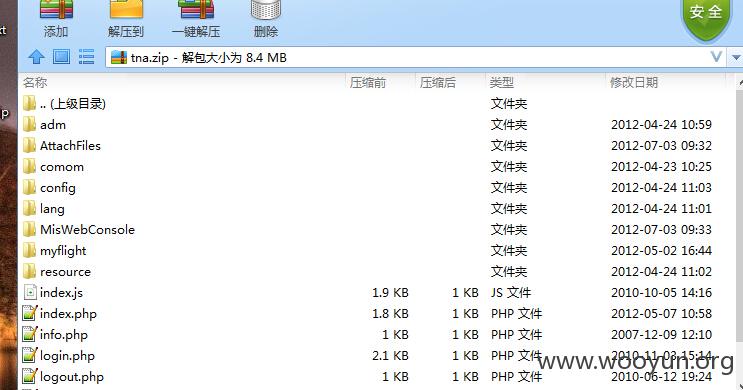 添加 解压到 一键解压 删除 安全
tna.zip - 解包大小为 8.4 MB
名称 压缩前 压缩后 类型 修改日期
.. (上级目录) 文件夹
adm 文件夹 2012-04-24 10:59
AttachFiles 文件夹 2012-07-03 09:32
comom 文件夹 2012-04-23 10:25
config 文件夹 2012-04-24 11:03
lang 文件夹 2012-04-24 11:01
MisWebConsole 文件夹 2012-07-03 09:33
myflight 文件夹 2012-05-02 16:44
resource 文件夹 2012-04-24 11:02
index.js 1.9 KB 1 KB JS 文件 2010-10-05 14:16
index.php 1.8 KB 1 KB PHP 文件 2012-05-07 10:58
info.php 1 KB 1 KB PHP 文件 2007-12-09 12:10
login.php 2.1 KB 1 KB PHP 文件 2010-11-03 15:14
logout.php 1 KB 1 KB PHP 文件 2010-06-12 19:24
www.wooyun.org